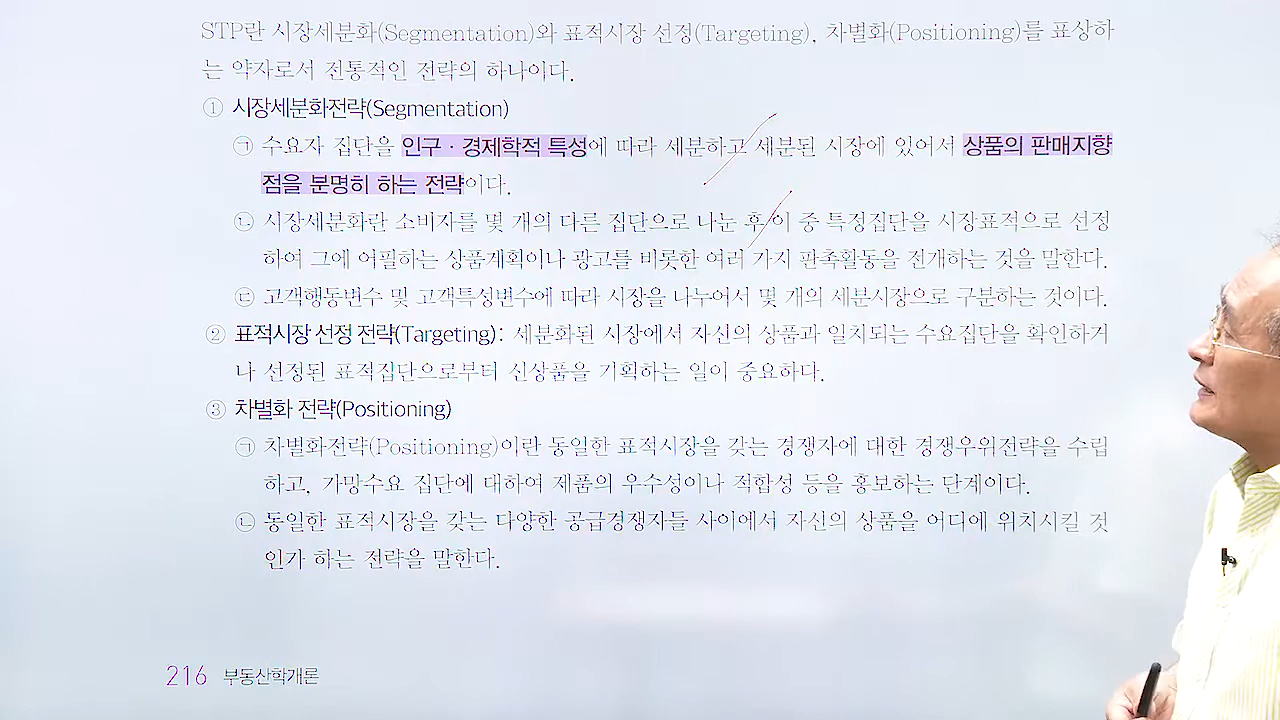 STP란 시장세분화(Segmentation)와 표적시장 선정(Targeting), 차별화(Positioning)를 표상하
는 약자로서 전통적인 전략의 하나이다.
① 시장세분화전략(Segmentation)
㉠ 수요자 집단을 인구 · 경제학적 특성에 따라 세분하고 세분된 시장에 있어서 상품의 판매지향
점을 분명히 하는 전략이다.
㉡ 시장세분화란 소비자를 몇 개의 다른 집단으로 나눈 후 이 중 특정집단을 시장표적으로 선정
하여 그에 어필하는 상품계획이나 광고를 비롯한 여러 가지 판촉활동을 전개하는 것을 말한다.
㉢ 고객행동변수 및 고객특성변수에 따라 시장을 나누어서 몇 개의 세분시장으로 구분하는 것이다.
② 표적시장 선정 전략(Targeting): 세분화된 시장에서 자신의 상품과 일치되는 수요집단을 확인하거
나 선정된 표적집단으로부터 신상품을 기획하는 일이 중요하다.
③ 차별화 전략(Positioning)
㉠ 차별화전략(Positioning)이란 동일한 표적시장을 갖는 경쟁자에 대한 경쟁우위전략을 수립
하고, 가망수요 집단에 대하여 제품의 우수성이나 적합성 등을 홍보하는 단계이다.
㉡ 동일한 표적시장을 갖는 다양한 공급경쟁자들 사이에서 자신의 상품을 어디에 위치시킬 것
인가 하는 전략을 말한다.
216 부동산학개론